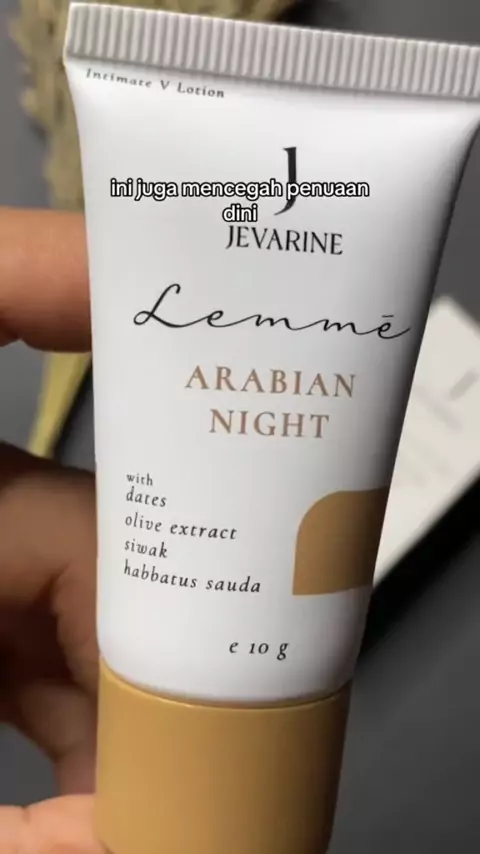 Intimate V Lotion
J
ini juga mencegah penuaan
dini
JEVARINE
Lemmē
ARABIAN
NIGHT
with
dates
olive extract
siwak
habbatus sauda
e 10 g